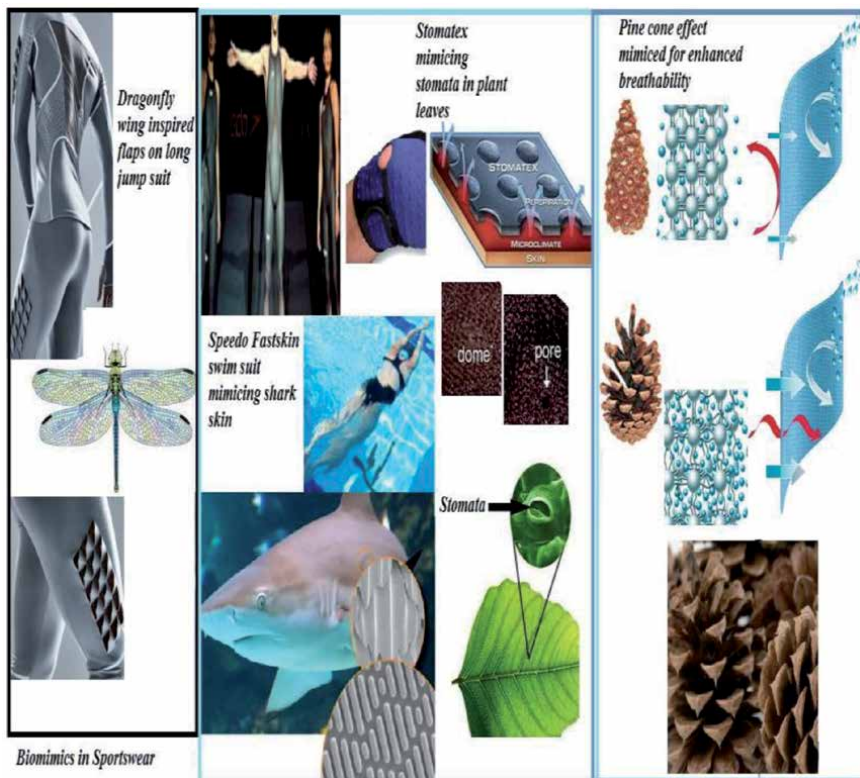 Dragonfly
wing inspired
flaps on long
jump suit
Biomimics in Sportswear
Speedo Fastskin
swim suit
mimicing shark
skin
Stomatex
mimicing
stomata in plant
leaves
STOMATEX
PERSPIRATION
MICROCLIMATE
SKIN
dome
pore
Stomata
Pine cone effect
mimiced for enhanced
breathability